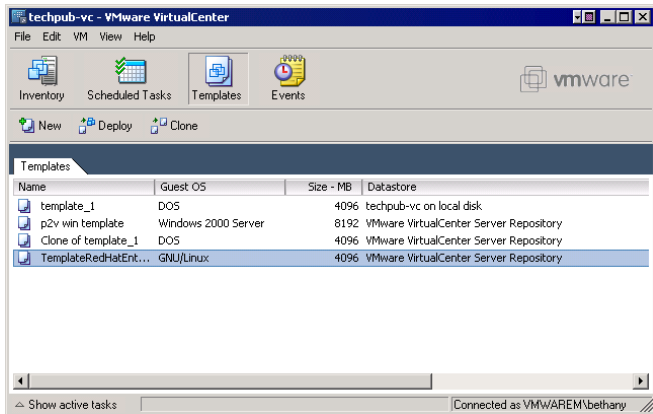 techpub-vc - VMware VirtualCenter
File Edit VM View Help
Inventory Scheduled Tasks Templates Events
vmware
New Deploy Clone
Templates
Name Guest OS Size - MB Datastore
template_1 DOS 4096 techpub-vc on local disk
p2v win template Windows 2000 Server 8192 VMware VirtualCenter Server Repository
Clone of template_1 DOS 4096 VMware VirtualCenter Server Repository
TemplateRedHatEnt... GNU/Linux 4096 VMware VirtualCenter Server Repository
Show active tasks Connected as VMWAREM\bethany